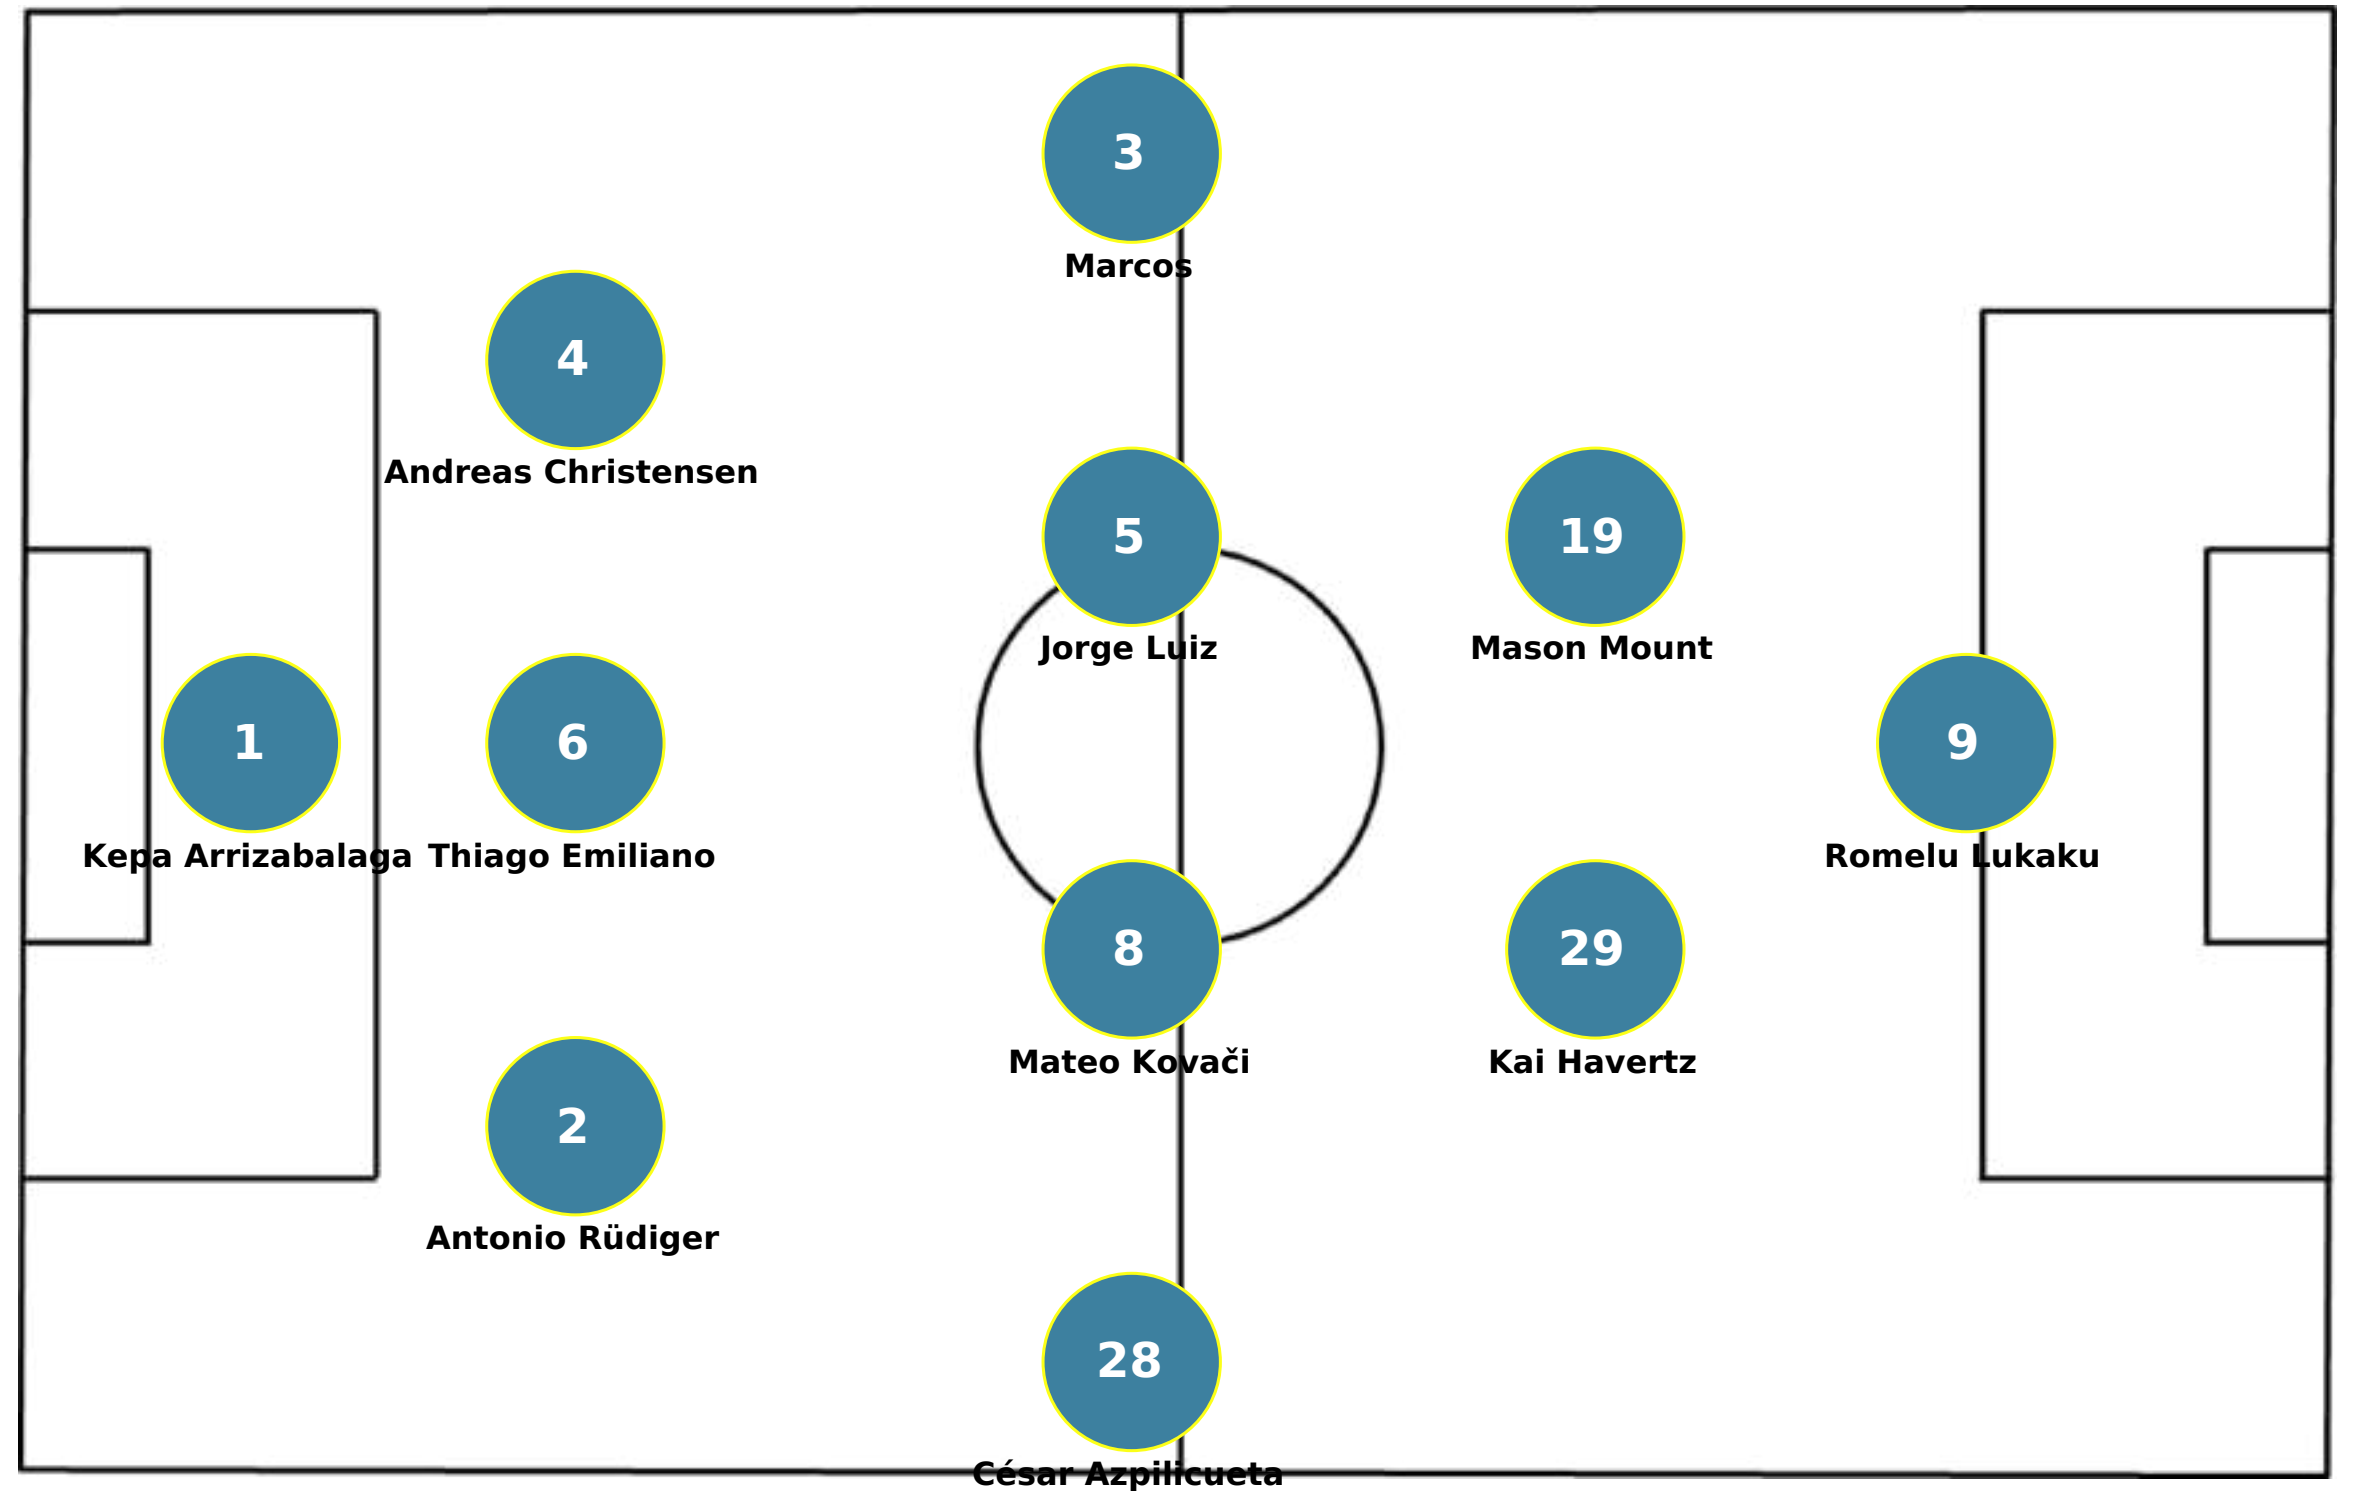 3
Marcos
4
Andreas Christensen
5
Jorge Luiz
19
Mason Mount
1
Kepa Arrizabalaga
6
Thiago Emiliano
9
Romelu Lukaku
8
Mateo Kovači
29
Kai Havertz
2
Antonio Rüdiger
28
César Azpilicueta